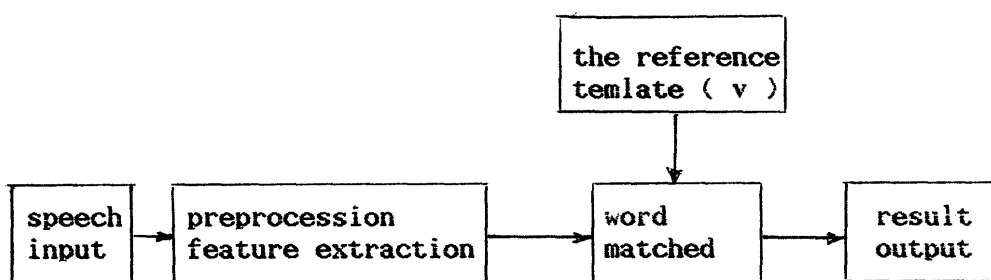 the reference
temlate ( v )
speech
input
preprocession
feature extraction
word
matched
result
output